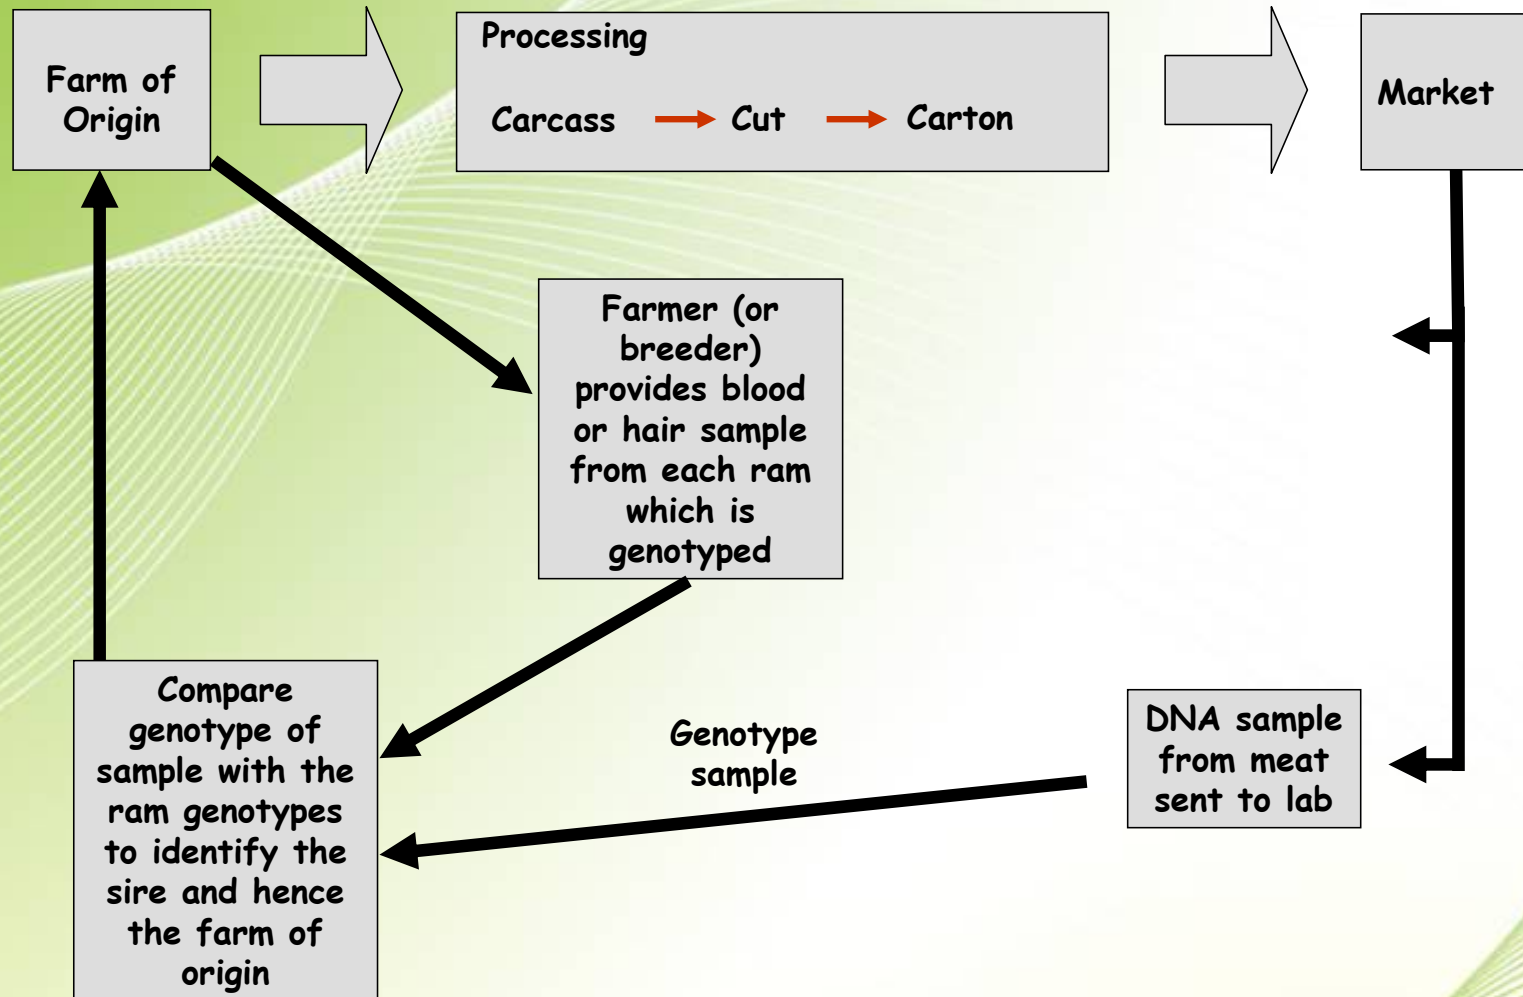 Farm of
Origin
Processing
Carcass Cut Carton
Market
Farmer (or
breeder)
provides blood
or hair sample
from each ram
which is
genotyped
Compare
genotype of
sample with the
ram genotypes
to identify the
sire and hence
the farm of
origin
Genotype
sample
DNA sample
from meat
sent to lab